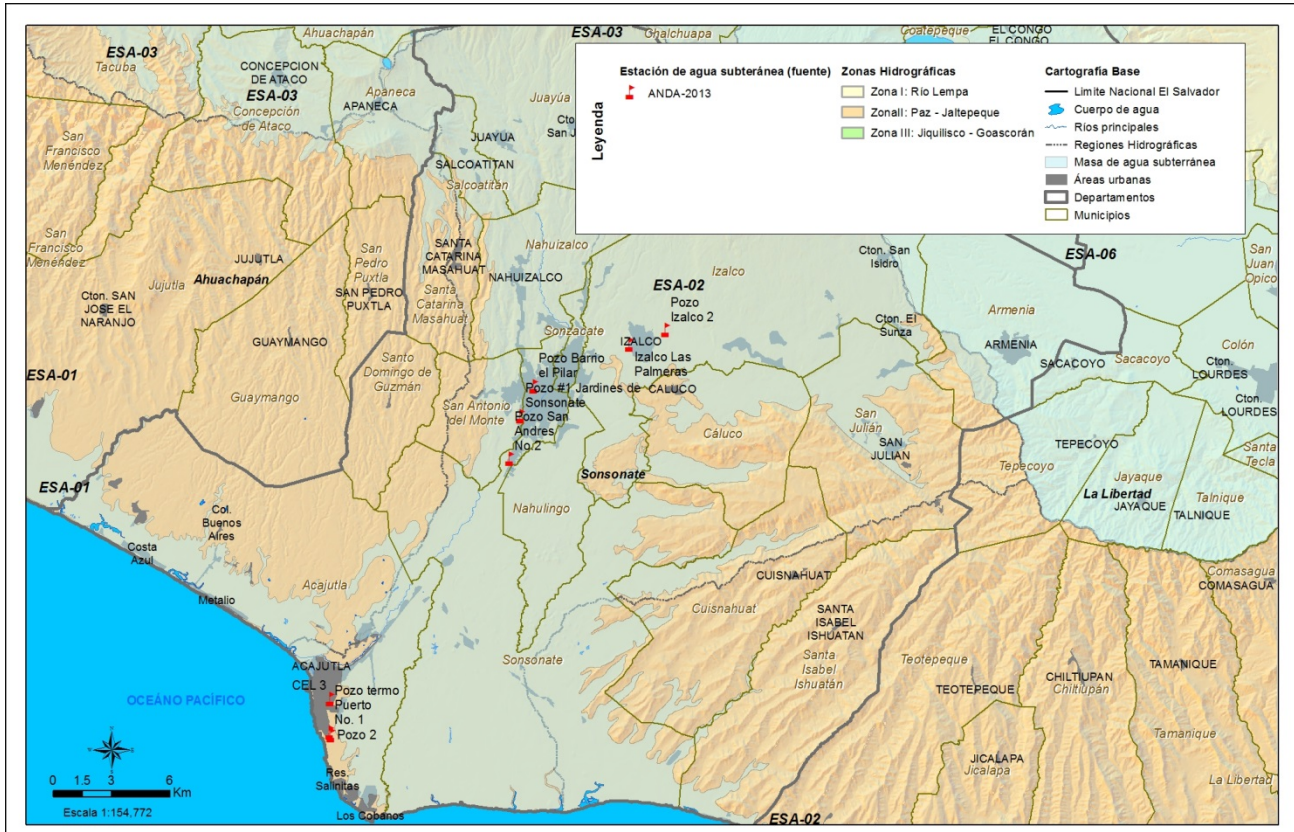 ESA-03
Tacuba
Ahuachapán
CONCEPCION
DE ATACO
ESA-03
Concepción
de Ataco
Apaneca
APANECA
San
Francisco
Menéndez
Juayúa
JUAYUA
Cto
San J
SALCOATITAN
Salcoatitan
ESA-03
Chalchuapa
Coatepeque
EL CONGO
EL CONGO
Leyenda
Estación de agua subteránea (fuente)
ANDA-2013
Zonas Hidrográficas
Zona I: Río Lempa
ZonaII: Paz - Jaltepeque
Zona III: Jiquilisco - Goascorán
Cartografía Base
Limite Nacional El Salvador
Cuerpo de agua
Ríos principales
Regiones Hidrográficas
Masa de agua subterránea
Áreas urbanas
Departamentos
Municipios
San
Francisco
Menéndez
JUJUTLA
Jujutla
Ahuachapán
Cton. SAN
JOSE EL
NARANJO
San
Pedro
Puxtla
SAN PEDRO
PUXTLA
SANTA
CATARINA
MASAHUAT
Santa
Catarina
Masahuat
Nahuizalco
NAHUIZALCO
Izalco
ESA-02
Pozo
Izalco 2
Cton. San
Isidro
ESA-06
San
Juan
Opico
Armenia
ARMENIA
Cton. El
Sunza
SACACOYO
Sacacoyo
Colón
Cton.
LOURDES
Cton.
LOURDES
GUAYMANGO
Guaymango
Santo
Domingo de
Guzmán
Sonzacate
IZALCO
Izalco Las
Palmeras
CALUCO
Pozo Barrio
el Pilar
Pozo #1 Jardines de
Sonsonate
Pozo San
Andres
No.2
San Antonio
del Monte
ESA-01
San
Julián
SAN
JULIAN
Cáluco
Sonsonate
Nahulingo
TEPECOYO
Tepecoyo
Jayaque
La Libertad
JAYAQUE
Talnique
TALNIQUE
Santa
Tecla
ESA-01
Col.
Buenos
Aires
Costa
Azul
Metalio
Acajutla
CUISNAHUAT
Cuisnahuat
SANTA
ISABEL
ISHUATAN
Santa
Isabel
Ishuatán
Comasagua
COMASAGUA
Sonsonate
Teotepeque
TEOTEPEQUE
CHILTIUPAN
Chiltiupan
TAMANIQUE
Tamanique
ACAJUTLA
CEL 3
Pozo termo
Puerto
No. 1
Pozo 2
OCEÁNO PACÍFICO
JICALAPA
Jicalapa
La Libertad
Res.
Salinitas
Los Cobanos
ESA-02
0 1.5 3 6
Km
Escala 1:154,772